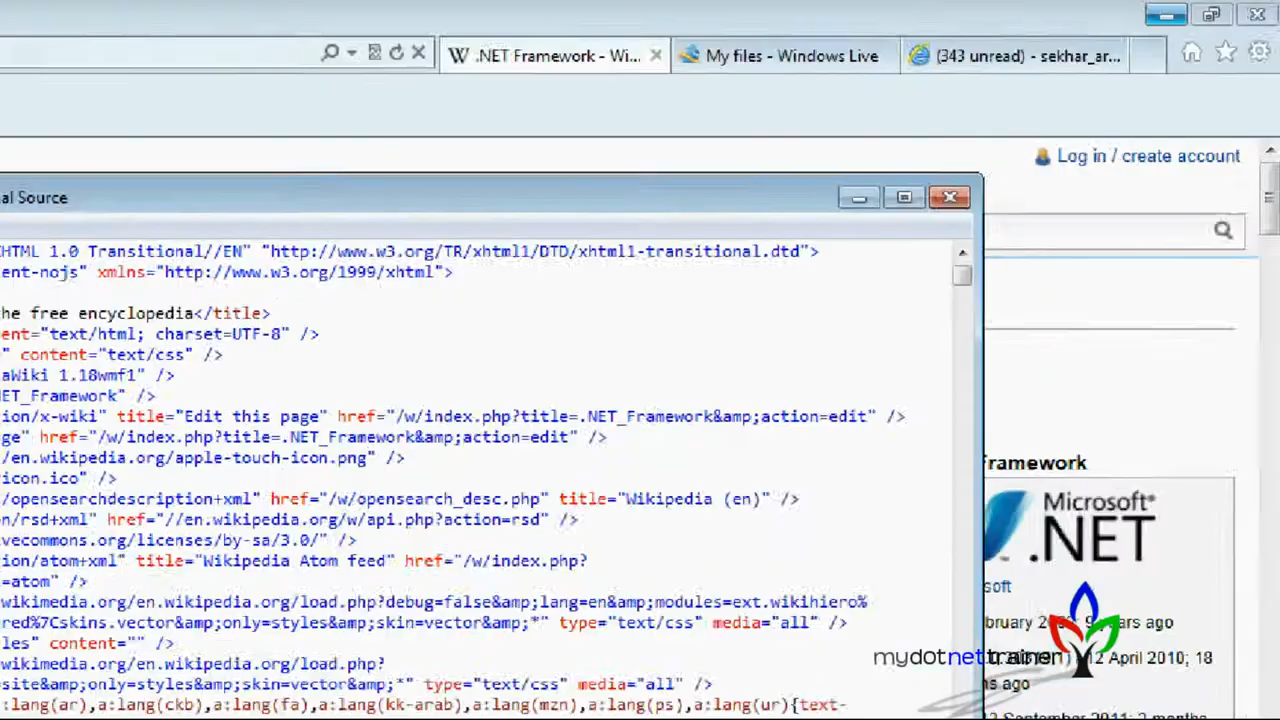 .NET Framework - Wi...
My files - Windows Live
(343 unread) - sekhar_ar...
Log in / create account
al Source
HTML 1.0 Transitional//EN" "http://www.w3.org/TR/xhtml1/DTD/xhtml1-transitional.dtd">
ent-nojs" xmlns="http://www.w3.org/1999/xhtml">
he free encyclopedia</title>
ent="text/html; charset=UTF-8" />
" content="text/css" />
aWiki 1.18wmf1" />
NET_Framework" />
ion/x-wiki" title="Edit this page" href="/w/index.php?title=.NET_Framework&amp;action=edit" />
ge" href="/w/index.php?title=.NET_Framework&amp;action=edit" />
/en.wikipedia.org/apple-touch-icon.png" />
icon.ico" />
/opensearchdescription+xml" href="/w/opensearch_desc.php" title="Wikipedia (en)" />
on/rsd+xml" href="//en.wikipedia.org/w/api.php?action=rsd" />
ivecommons.org/licenses/by-sa/3.0/" />
ion/atom+xml" title="Wikipedia Atom feed" href="/w/index.php?
=atom" />
wikimedia.org/en.wikipedia.org/load.php?debug=false&amp;lang=en&amp;modules=ext.wikihiero%
red%7Cskins.vector&amp;only=styles&amp;skin=vector&amp;*" type="text/css" media="all" />
les" content="" />
wikimedia.org/en.wikipedia.org/load.php?
site&amp;only=styles&amp;skin=vector&amp;*" type="text/css" media="all" />
:lang(ar),a:lang(ckb),a:lang(fa),a:lang(kk-arab),a:lang(mzn),a:lang(ps),a:lang(ur){text-
Framework
Microsoft®
.NET
soft
years ago
mydotnettrainer
12 April 2010; 18
ns ago